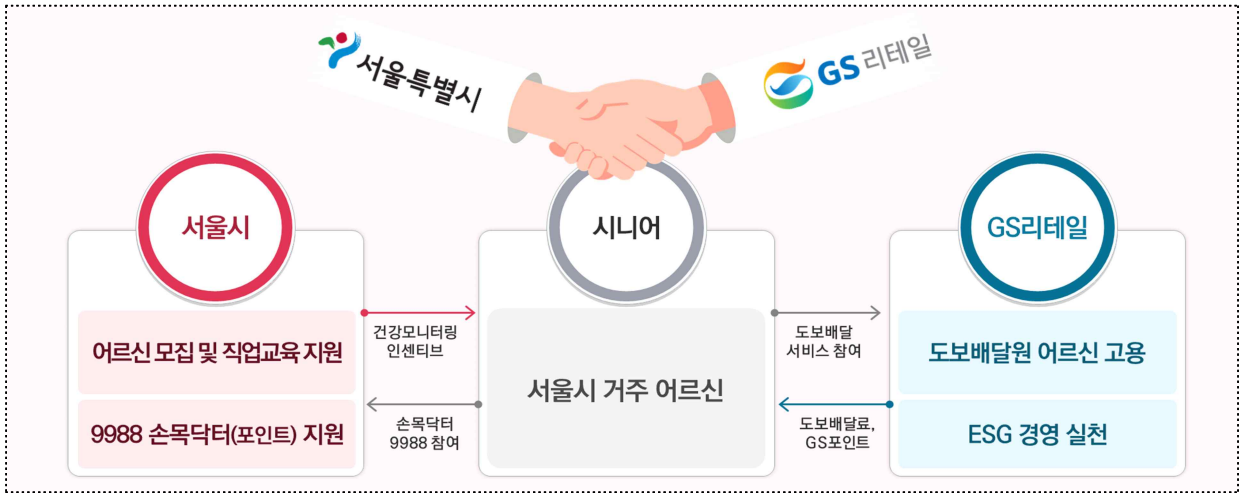 서울특별시
GS리테일
서울시
시니어
GS리테일
어르신 모집 및 직업교육 지원
9988 손목닥터(포인트) 지원
건강모니터링
인센티브
손목닥터
9988 참여
서울시 거주 어르신
도보배달
서비스 참여
도보배달료,
GS포인트
도보배달원 어르신 고용
ESG 경영 실천